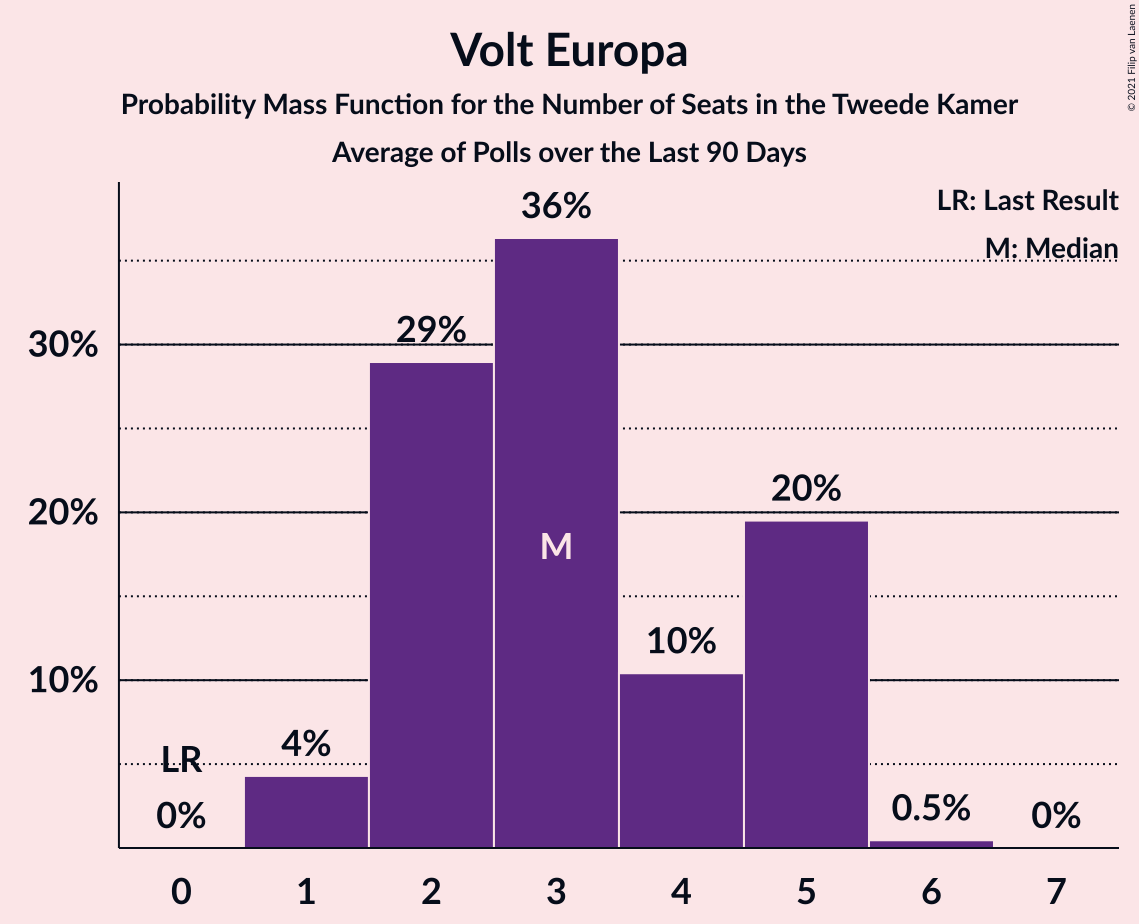 Volt Europa
Probability Mass Function for the Number of Seats in the Tweede Kamer
Average of Polls over the Last 90 Days
© 2021 Filip van Laenen
LR: Last Result
M: Median
36%
29%
30%
20%
20%
M
10%
10%
4%
LR
0%
0.5%
0%
0 1 2 3 4 5 6 7